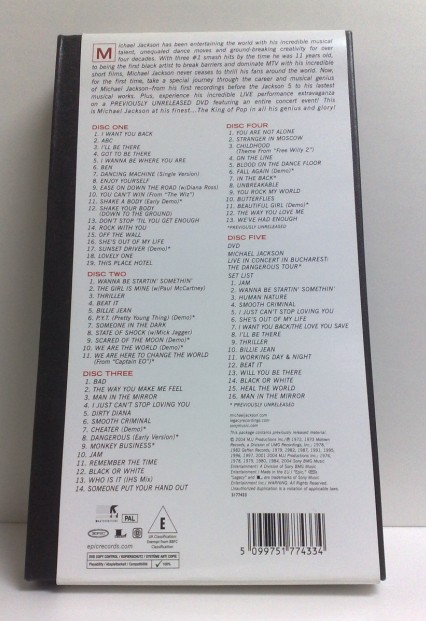 Michael Jackson has been entertaining the world with his incredible musical
talent, unequaled dance moves and ground-breaking creativity for over
four decades. With three #1 smash hits by the time he was 11 years old,
to being the first black artist to break barriers and dominate MTV with his incredible
short films, Michael Jackson never ceases to thrill his fans around the world. Now,
for the first time, take a special journey through the career and musical genius
of Michael Jackson-from his first recordings before the Jackson 5 to his lastest
musical works. Plus, experience his incredible LIVE performance extravaganza
on a PREVIOUSLY UNRELEASED DVD featuring an entire concert event! This
is Michael Jackson at his finest...The King of Pop in all his genius and glory!
DISC ONE
1. I WANT YOU BACK
2. ABC
3. I'LL BE THERE
4. GOT TO BE THERE
5. I WANNA BE WHERE YOU ARE
6. BEN
7. DANCING MACHINE (Single Version)
8. ENJOY YOURSELF
9. EASE ON DOWN THE ROAD (w/Diana Ross)
10. YOU CAN'T WIN (From "The Wiz")
11. SHAKE A BODY (Early Demo)*
12. SHAKE YOUR BODY
(DOWN TO THE GROUND)
13. DON'T STOP 'TIL YOU GET ENOUGH
14. ROCK WITH YOU
15. OFF THE WALL
16. SHE'S OUT OF MY LIFE
17. SUNSET DRIVER (Demo)*
18. LOVELY ONE
19. THIS PLACE HOTEL
DISC TWO
1. WANNA BE STARTIN' SOMETHIN'
2. THE GIRL IS MINE (w/Paul McCartney)
3. THRILLER
4. BEAT IT
5. BILLIE JEAN
6. P.Y.T. (Pretty Young Thing) (Demo)*
7. SOMEONE IN THE DARK
8. STATE OF SHOCK (w/Mick Jagger)
9. SCARED OF THE MOON (Demo)*
10. WE ARE THE WORLD (Demo)*
11. WE ARE HERE TO CHANGE THE WORLD
(From "Captain EO")*
DISC THREE
1. BAD
2. THE WAY YOU MAKE ME FEEL
3. MAN IN THE MIRROR
4. I JUST CAN'T STOP LOVING YOU
5. DIRTY DIANA
6. SMOOTH CRIMINAL
7. CHEATER (Demo)*
8. DANGEROUS (Early Version)*
9. MONKEY BUSINESS*
10. JAM
11. REMEMBER THE TIME
12. BLACK OR WHITE
13. WHO IS IT (IHS Mix)
14. SOMEONE PUT YOUR HAND OUT
DISC FOUR
1. YOU ARE NOT ALONE
2. STRANGER IN MOSCOW
3. CHILDHOOD
(Theme From "Free Willy 2")
4. ON THE LINE
5. BLOOD ON THE DANCE FLOOR
6. FALL AGAIN (Demo)*
7. IN THE BACK*
8. UNBREAKABLE
9. YOU ROCK MY WORLD
10. BUTTERFLIES
11. BEAUTIFUL GIRL (Demo)*
12. THE WAY YOU LOVE ME
13. WE'VE HAD ENOUGH
*PREVIOUSLY UNRELEASED
DISC FIVE
DVD
MICHAEL JACKSON
LIVE IN CONCERT IN BUCHAREST:
THE DANGEROUS TOUR*
SET LIST
1. JAM
2. WANNA BE STARTIN' SOMETHIN'
3. HUMAN NATURE
4. SMOOTH CRIMINAL
5. I JUST CAN'T STOP LOVING YOU
6. SHE'S OUT OF MY LIFE
7. I WANT YOU BACK/THE LOVE YOU SAVE
8. I'LL BE THERE
9. THRILLER
10. BILLIE JEAN
11. WORKING DAY & NIGHT
12. BEAT IT
13. WILL YOU BE THERE
14. BLACK OR WHITE
15. HEAL THE WORLD
16. MAN IN THE MIRROR
* PREVIOUSLY UNRELEASED
michaeljackson.com
legacyrecordings.com
sonymusic.com
This package contains previously released material.
PAL
E
epicrecords.com
5 099751 774334